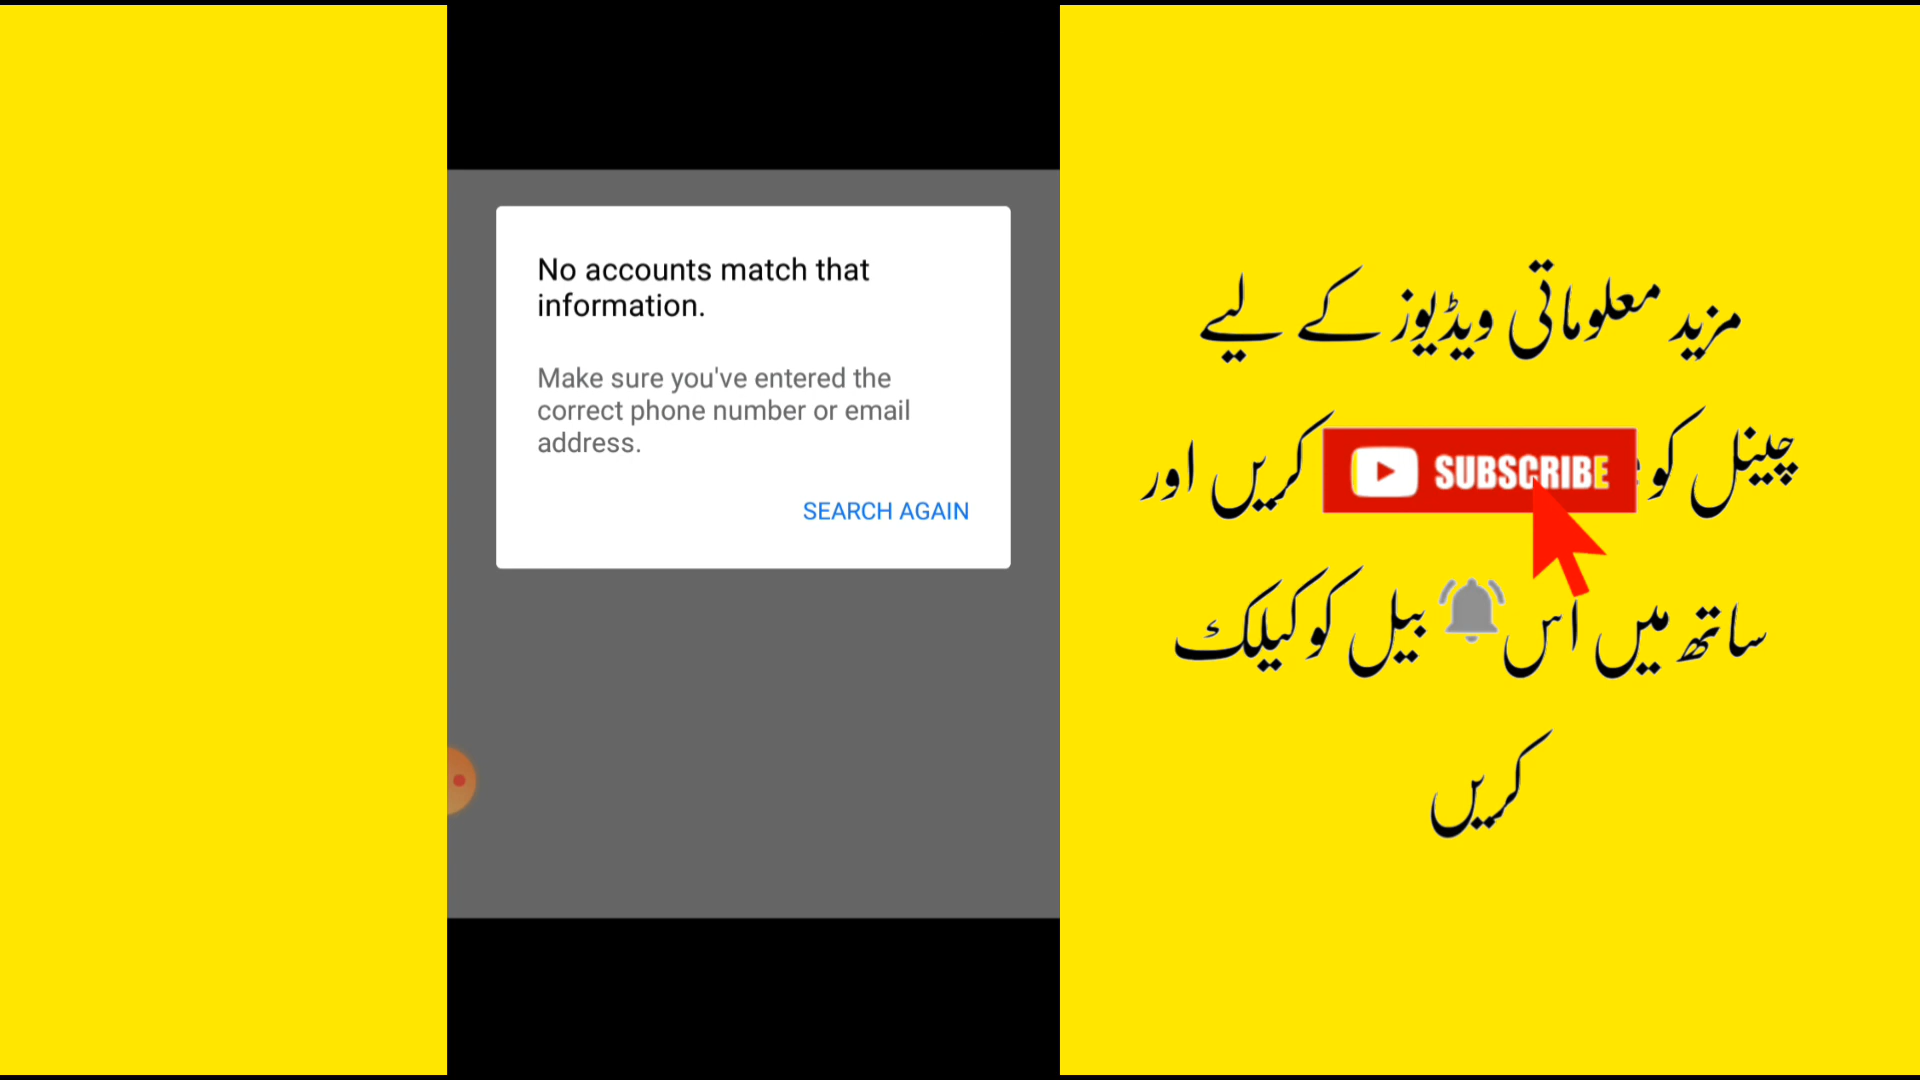 No accounts match that
information.
Make sure you've entered the
correct phone number or email
address.
SEARCH AGAIN
مزید معلوماتی ویڈیوز کے لیے
چینل کو SUBSCRIBE کریں اور
ساتھ میں اس بیل کو کیلک
کریں